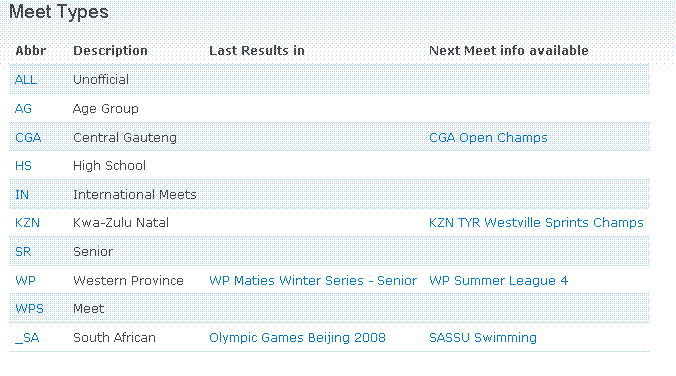 Meet Types
Abbr Description Last Results in Next Meet info available
ALL Unofficial
AG Age Group
CGA Central Gauteng CGA Open Champs
HS High School
IN International Meets
KZN Kwa-Zulu Natal KZN TYR Westville Sprints Champs
SR Senior
WP Western Province WP Maties Winter Series - Senior WP Summer League 4
WPS Meet
_SA South African Olympic Games Beijing 2008 SASSU Swimming